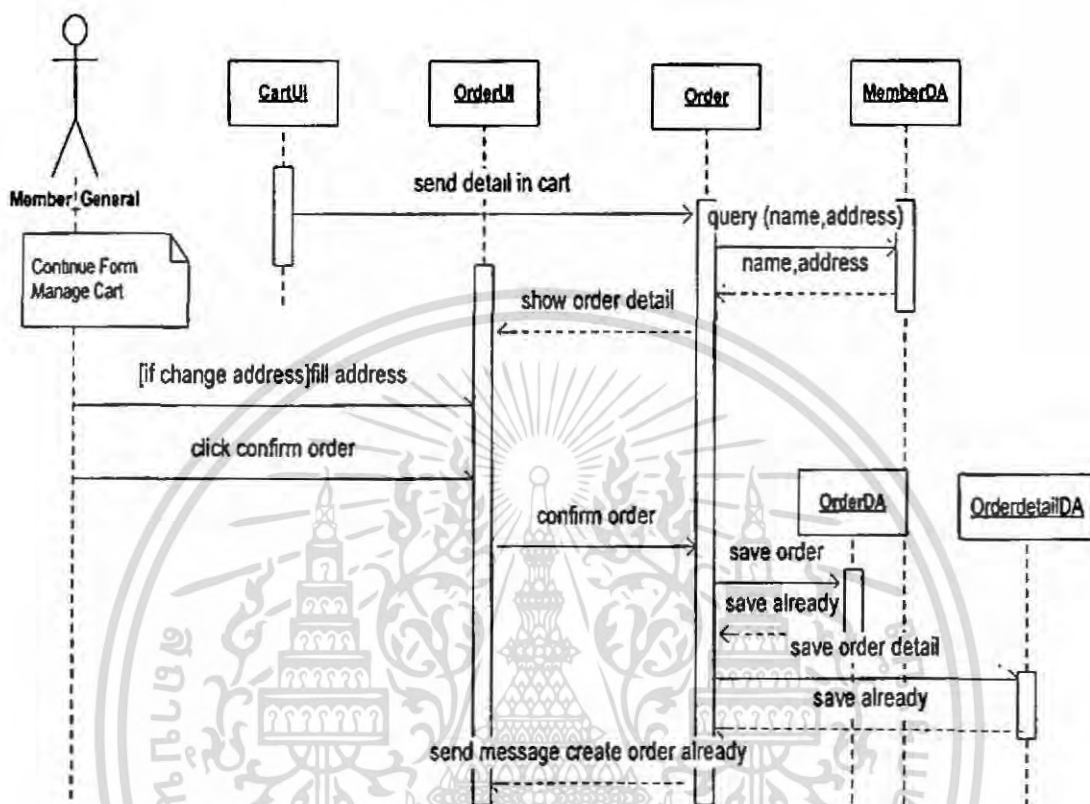 CartUI
OrderUI
Order
MemberDA
Member_General
send detail in cart
query (name,address)
Continue Form
Manage Cart
name,address
show order detail
[if change address]fill address
click confirm order
OrderDA
OrderdetailDA
confirm order
save order
save already
save order detail
save already
send message create order already